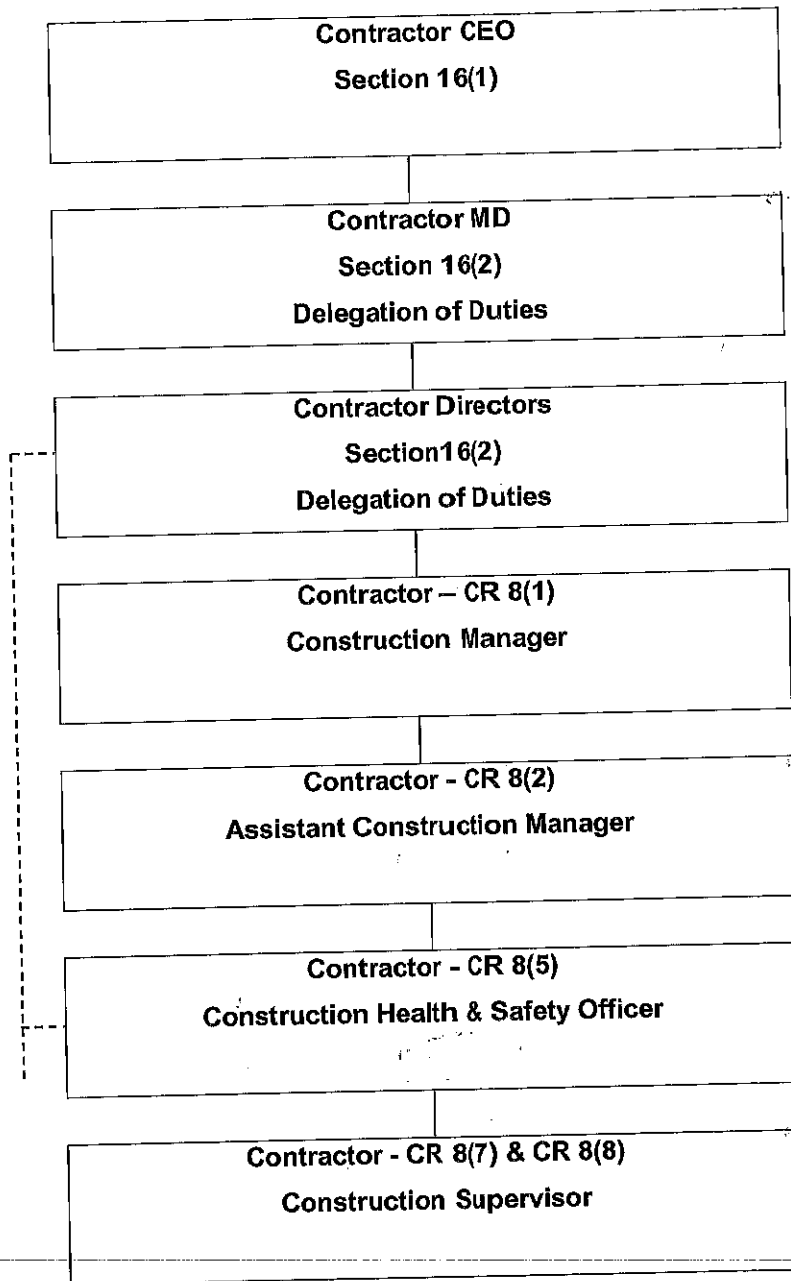 Contractor CEO
Section 16(1)
Contractor MD
Section 16(2)
Delegation of Duties
Contractor Directors
Section16(2)
Delegation of Duties
Contractor – CR 8(1)
Construction Manager
Contractor - CR 8(2)
Assistant Construction Manager
Contractor - CR 8(5)
Construction Health & Safety Officer
Contractor - CR 8(7) & CR 8(8)
Construction Supervisor